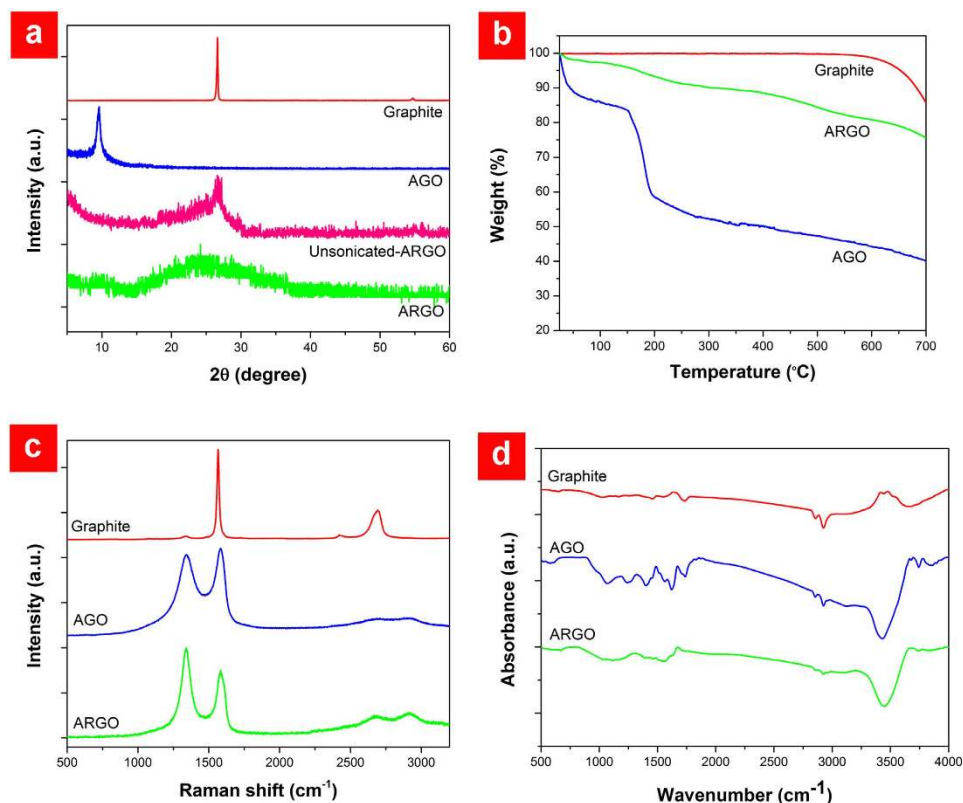 a
Intensity (a.u.)
Graphite
AGO
Unsonicated-ARGO
ARGO
10 20 30 40 50 60
2θ (degree)
b
Weight (%)
100
90
80
70
60
50
40
30
20
Graphite
ARGO
AGO
100 200 300 400 500 600 700
Temperature (°C)
c
Intensity (a.u.)
Graphite
AGO
ARGO
500 1000 1500 2000 2500 3000
Raman shift (cm-1)
d
Absorbance (a.u.)
Graphite
AGO
ARGO
500 1000 1500 2000 2500 3000 3500 4000
Wavenumber (cm-1)